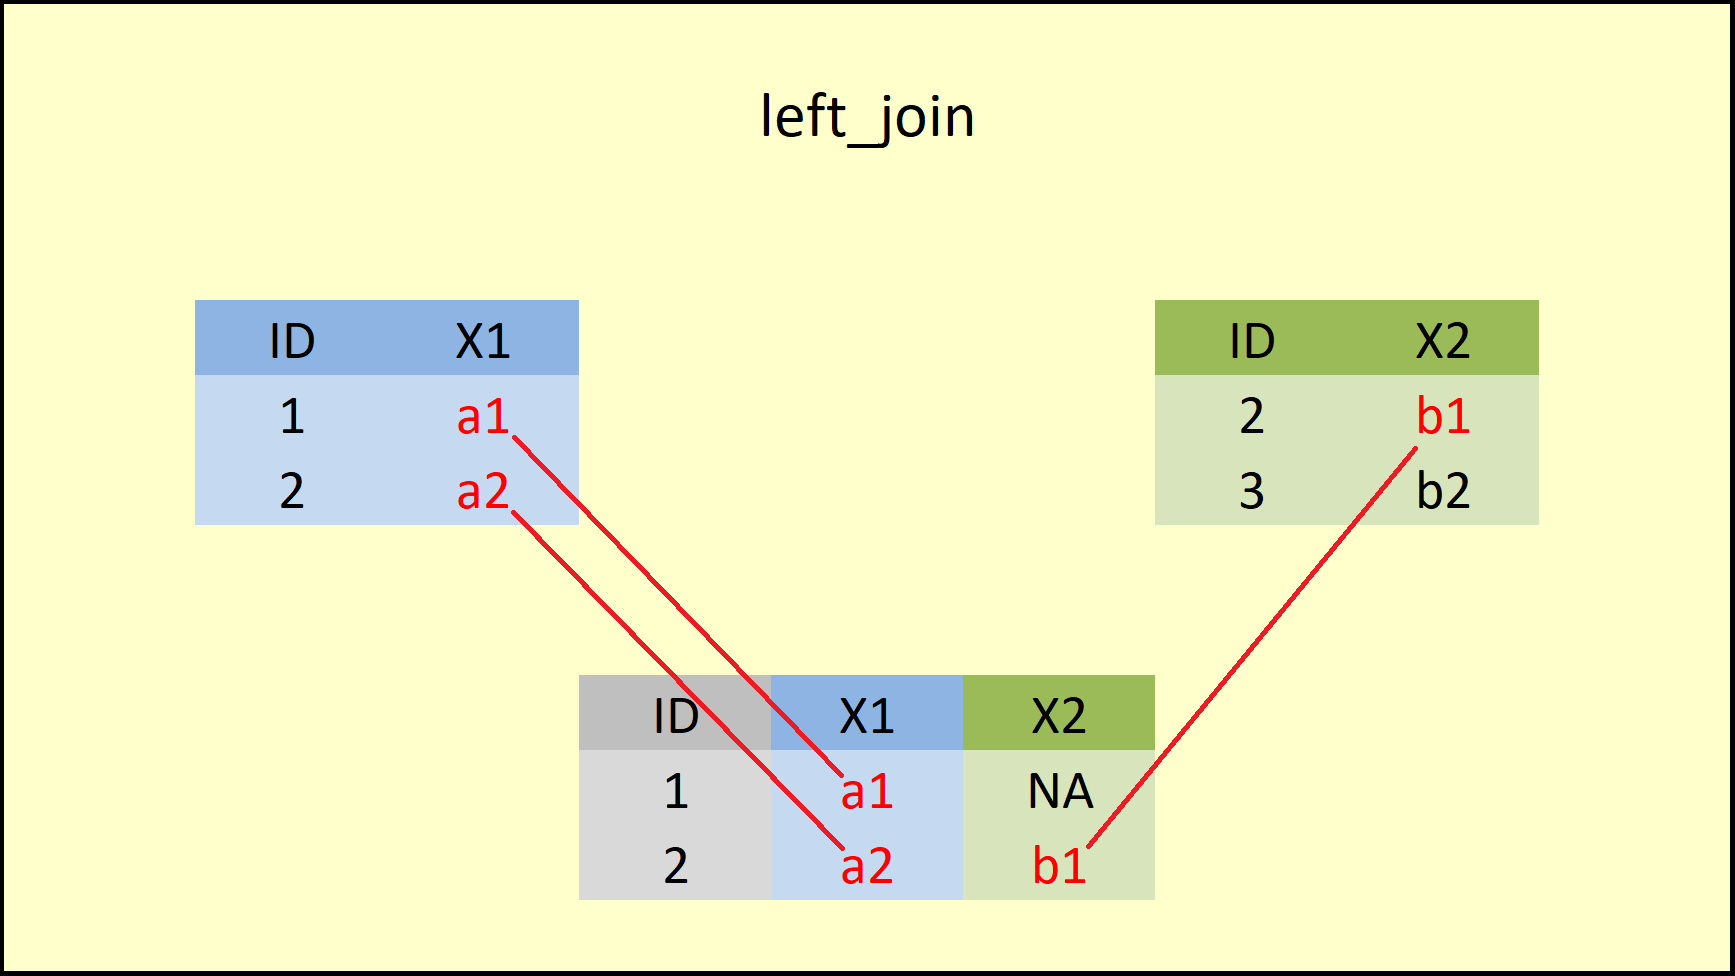 left_join
ID X1
1 a1
2 a2
ID X2
2 b1
3 b2
ID X1 X2
1 a1 NA
2 a2 b1